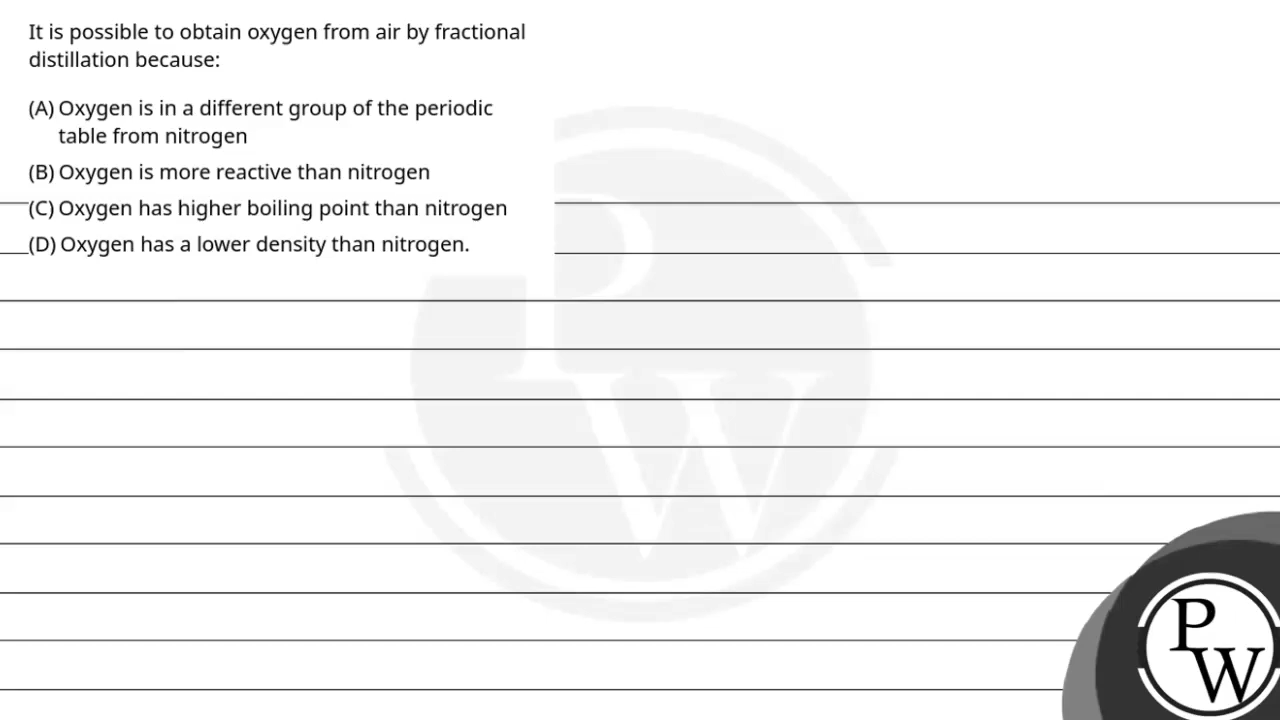 It is possible to obtain oxygen from air by fractional
distillation because:
(A) Oxygen is in a different group of the periodic
table from nitrogen
(B) Oxygen is more reactive than nitrogen
(C) Oxygen has higher boiling point than nitrogen
(D) Oxygen has a lower density than nitrogen.
P
W
P
W